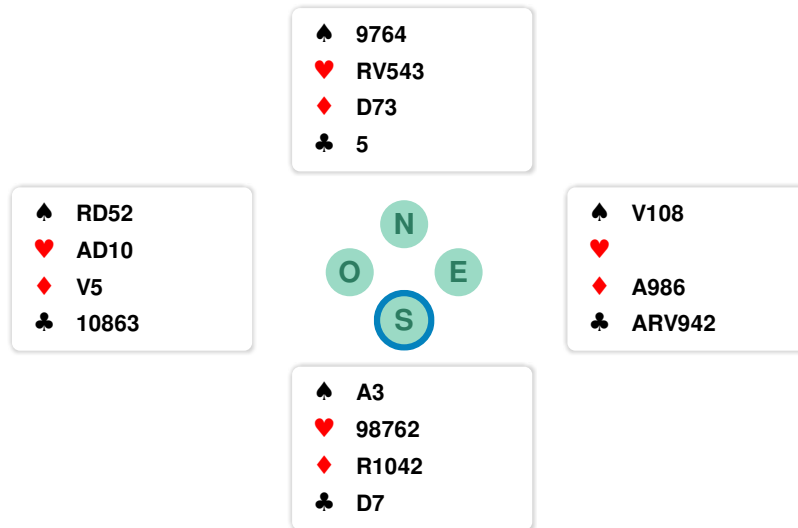 ♠ 9764
♥ RV543
♦ D73
♣ 5
♠ RD52
♥ AD10
♦ V5
♣ 10863
N
O E
S
♠ V108
♥
♦ A986
♣ ARV942
♠ A3
♥ 98762
♦ R1042
♣ D7